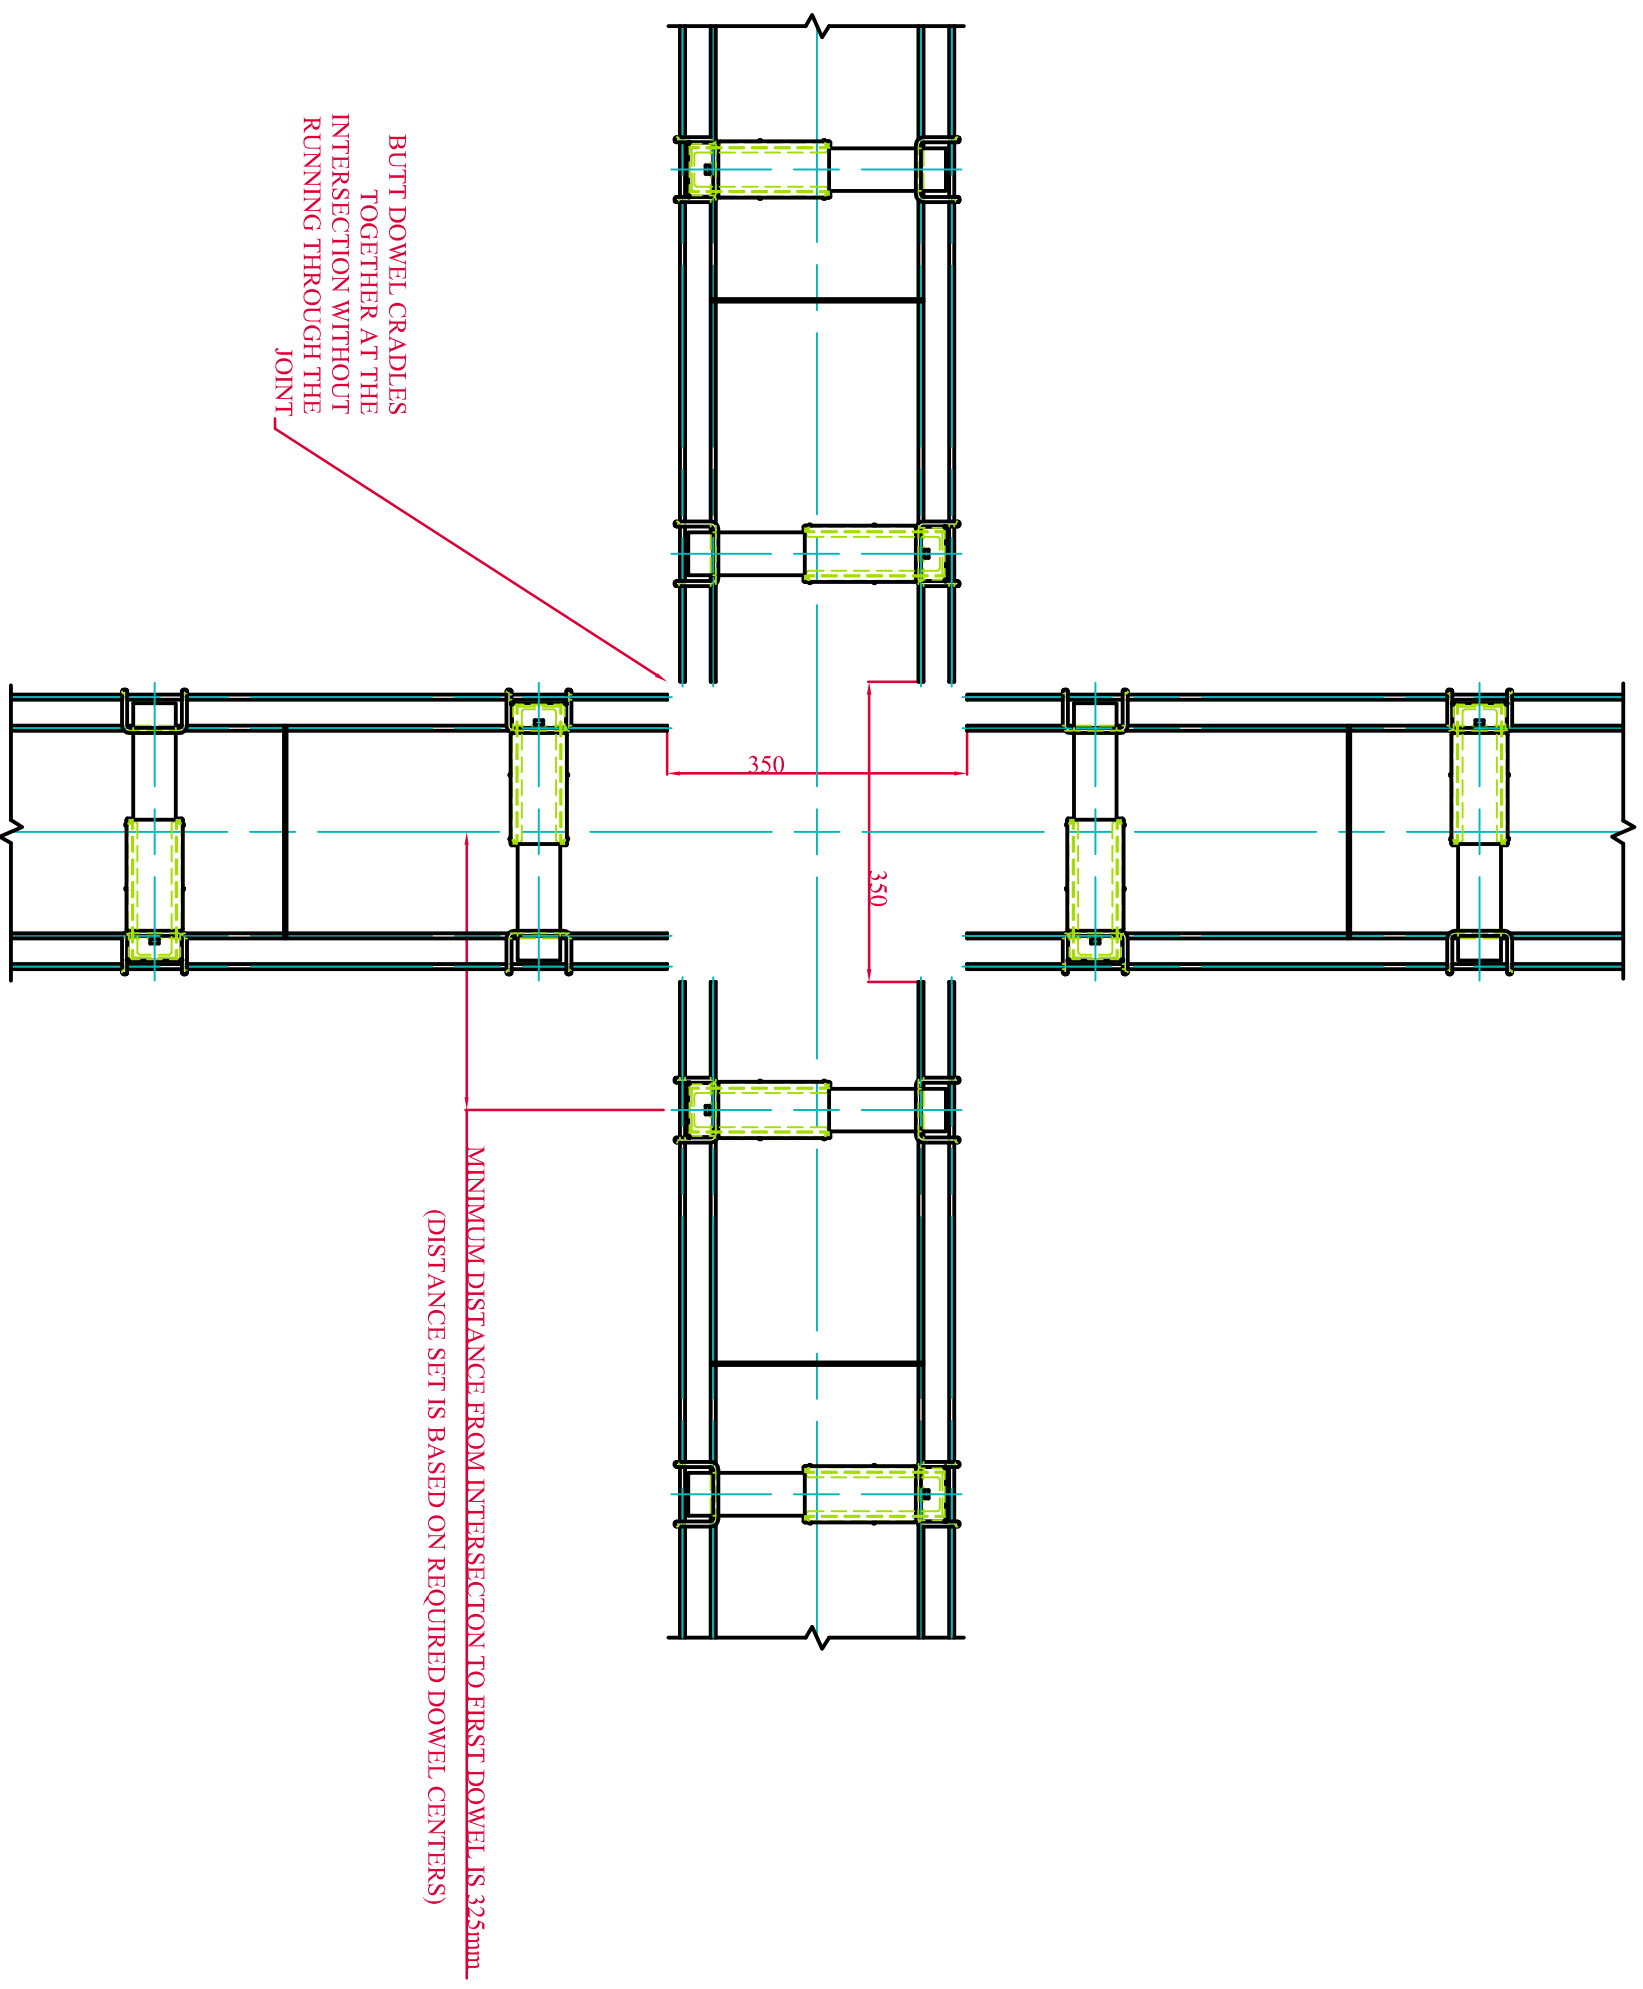 BUTT DOWEL CRADLES
TOGETHER AT THE
INTERSECTION WITHOUT
RUNNING THROUGH THE
JOINT
350
350
MINIMUM DISTANCE FROM INTERSECTON TO FIRST DOWEL IS 325mm
(DISTANCE SET IS BASED ON REQUIRED DOWEL CENTERS)